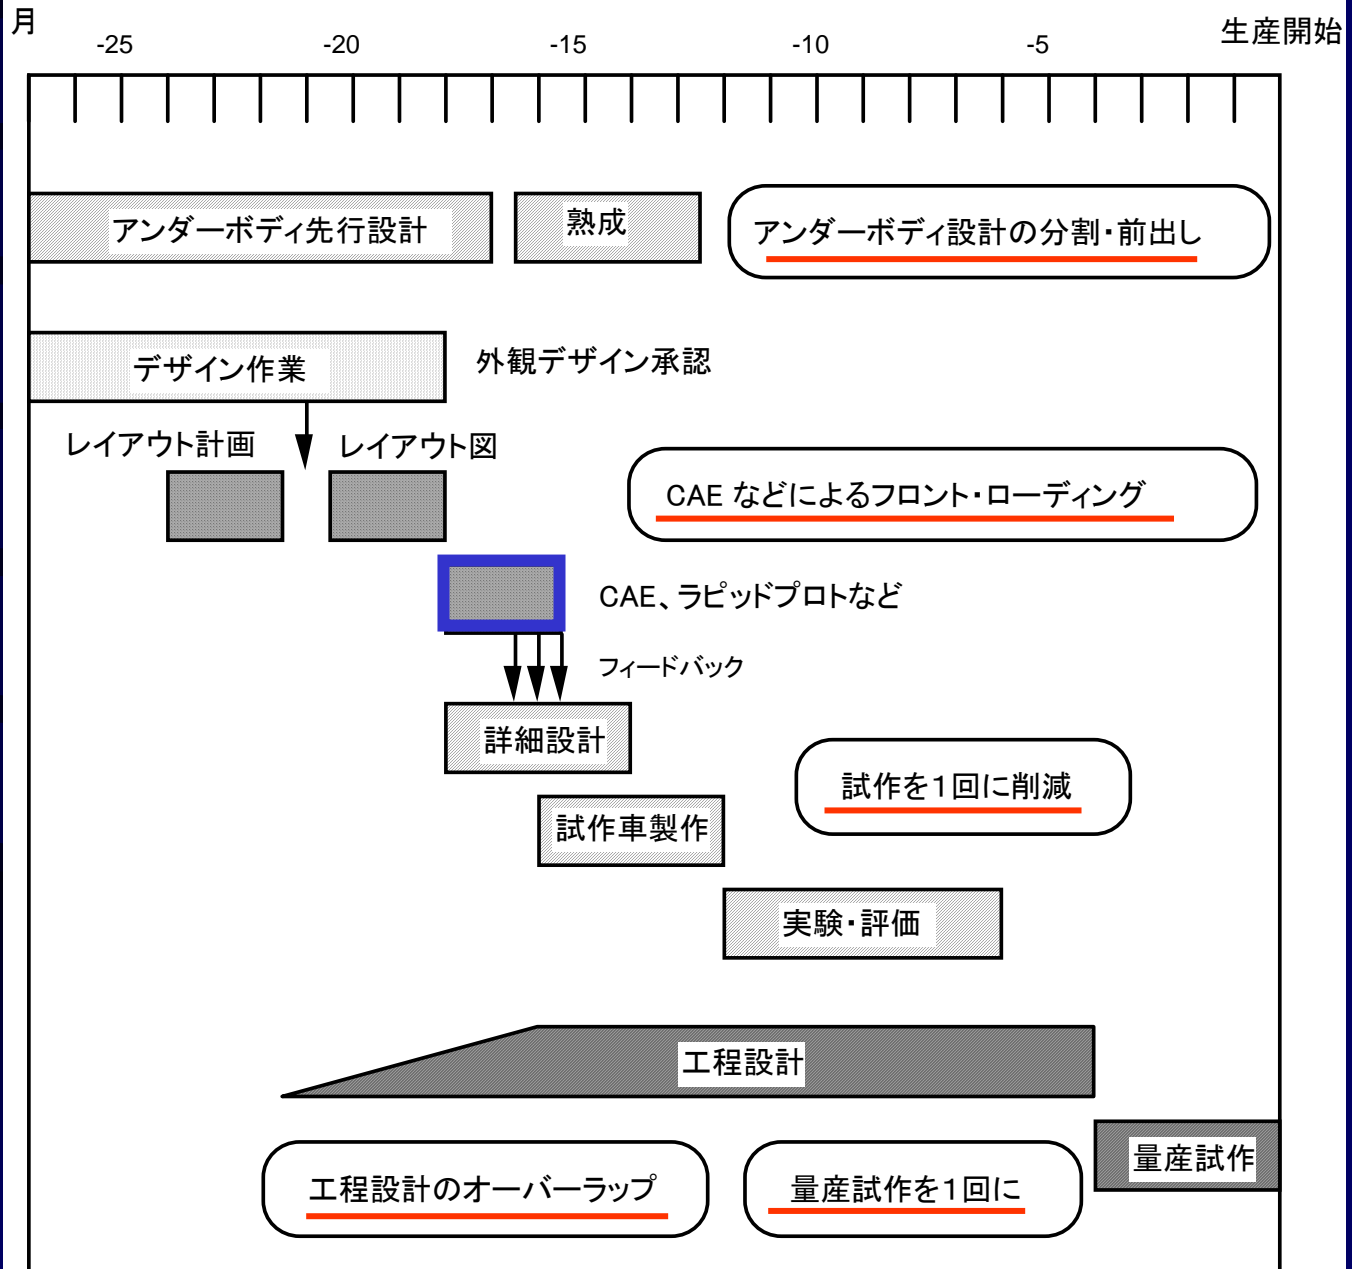 月
-25
-20
-15
-10
-5
生産開始
アンダーボディ先行設計
熟成
アンダーボディ設計の分割・前出し
デザイン作業
外観デザイン承認
レイアウト計画
レイアウト図
CAE などによるフロント・ローディング
CAE、ラピッドプロトなど
フィードバック
詳細設計
試作を1回に削減
試作車製作
実験・評価
工程設計
量産試作
工程設計のオーバーラップ
量産試作を1回に